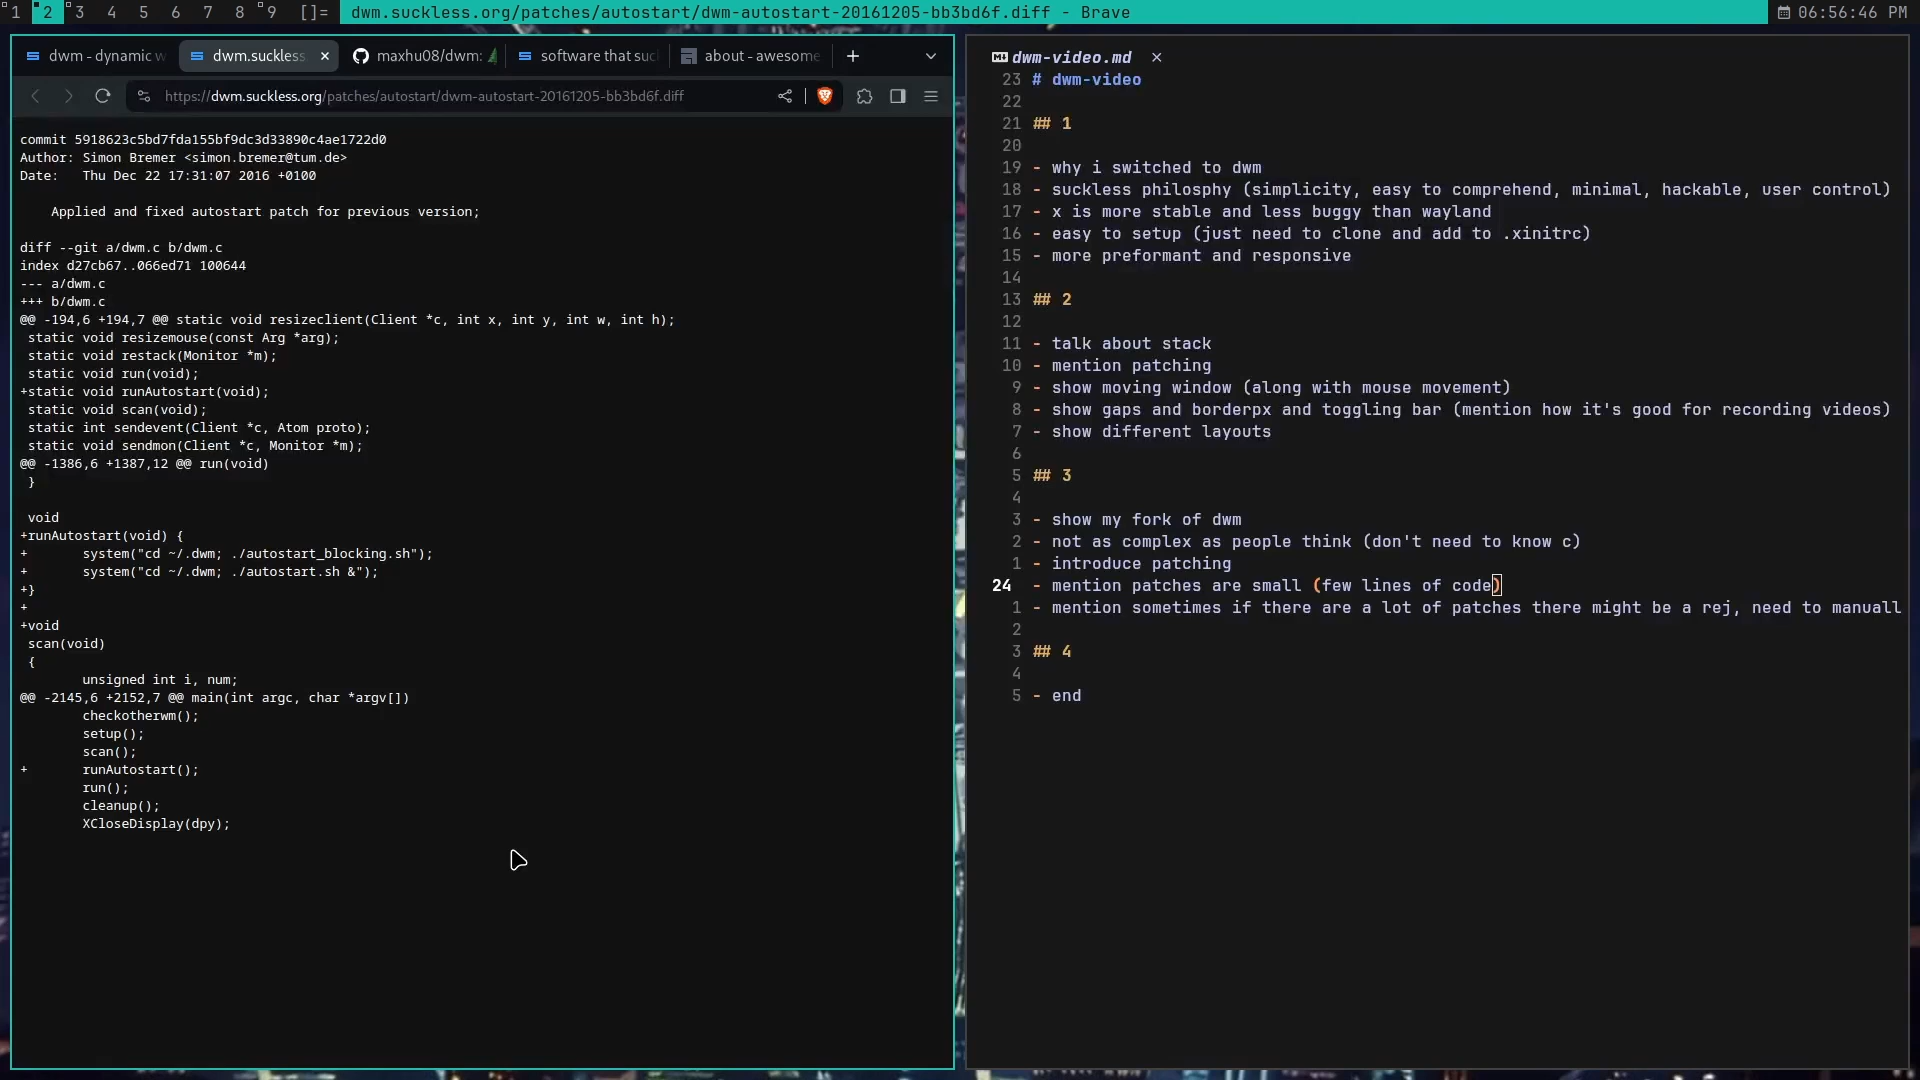 1 2 3 4 5 6 7 8 9 []= dwm.suckless.org/patches/autostart/dwm-autostart-20161205-bb3bd6f.diff - Brave 06:56:46 PM
dwm - dynamic w dwm.suckless maxhu08/dwm: software that suc about - awesome
https://dwm.suckless.org/patches/autostart/dwm-autostart-20161205-bb3bd6f.diff
commit 5918623c5bd7fda155bf9dc3d33890c4ae1722d0
Author: Simon Bremer <simon.bremer@tum.de>
Date:   Thu Dec 22 17:31:07 2016 +0100
    Applied and fixed autostart patch for previous version;
diff --git a/dwm.c b/dwm.c
index d27cb67..066ed71 100644
--- a/dwm.c
+++ b/dwm.c
@@ -194,6 +194,7 @@ static void resizeclient(Client *c, int x, int y, int w, int h);
 static void resizemouse(const Arg *arg);
 static void restack(Monitor *m);
 static void run(void);
+static void runAutostart(void);
 static void scan(void);
 static int sendevent(Client *c, Atom proto);
 static void sendmon(Client *c, Monitor *m);
@@ -1386,6 +1387,12 @@ run(void)
 }
 void
+runAutostart(void) {
+       system("cd ~/.dwm; ./autostart_blocking.sh");
+       system("cd ~/.dwm; ./autostart.sh &");
+}
+
+void
 scan(void)
 {
        unsigned int i, num;
@@ -2145,6 +2152,7 @@ main(int argc, char *argv[])
        checkotherwm();
        setup();
        scan();
+       runAutostart();
        run();
        cleanup();
        XCloseDisplay(dpy);
dwm-video.md
23 # dwm-video
22
21 ## 1
20
19 - why i switched to dwm
18 - suckless philosphy (simplicity, easy to comprehend, minimal, hackable, user control)
17 - x is more stable and less buggy than wayland
16 - easy to setup (just need to clone and add to .xinitrc)
15 - more preformant and responsive
14
13 ## 2
12
11 - talk about stack
10 - mention patching
9 - show moving window (along with mouse movement)
8 - show gaps and borderpx and toggling bar (mention how it's good for recording videos)
7 - show different layouts
6
5 ## 3
4
3 - show my fork of dwm
2 - not as complex as people think (don't need to know c)
1 - introduce patching
24 - mention patches are small (few lines of code)
1 - mention sometimes if there are a lot of patches there might be a rej, need to manuall
2
3 ## 4
4
5 - end